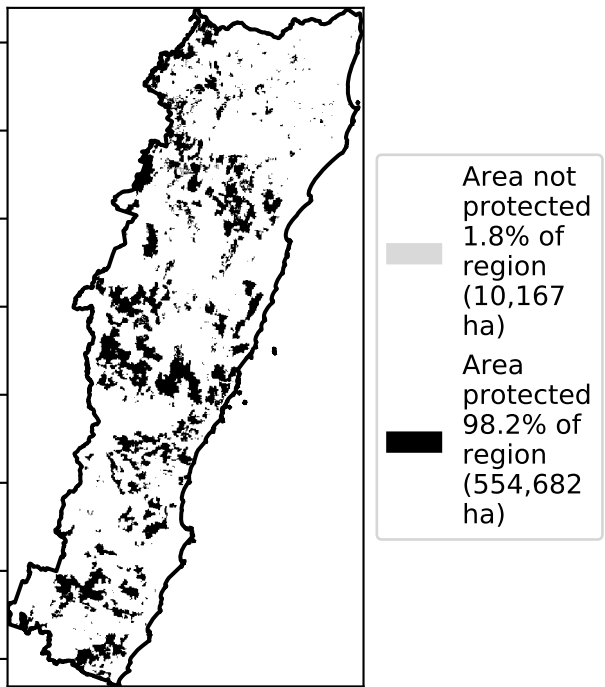 Area not
protected
1.8% of
region
(10,167
ha)
Area
protected
98.2% of
region
(554,682
ha)